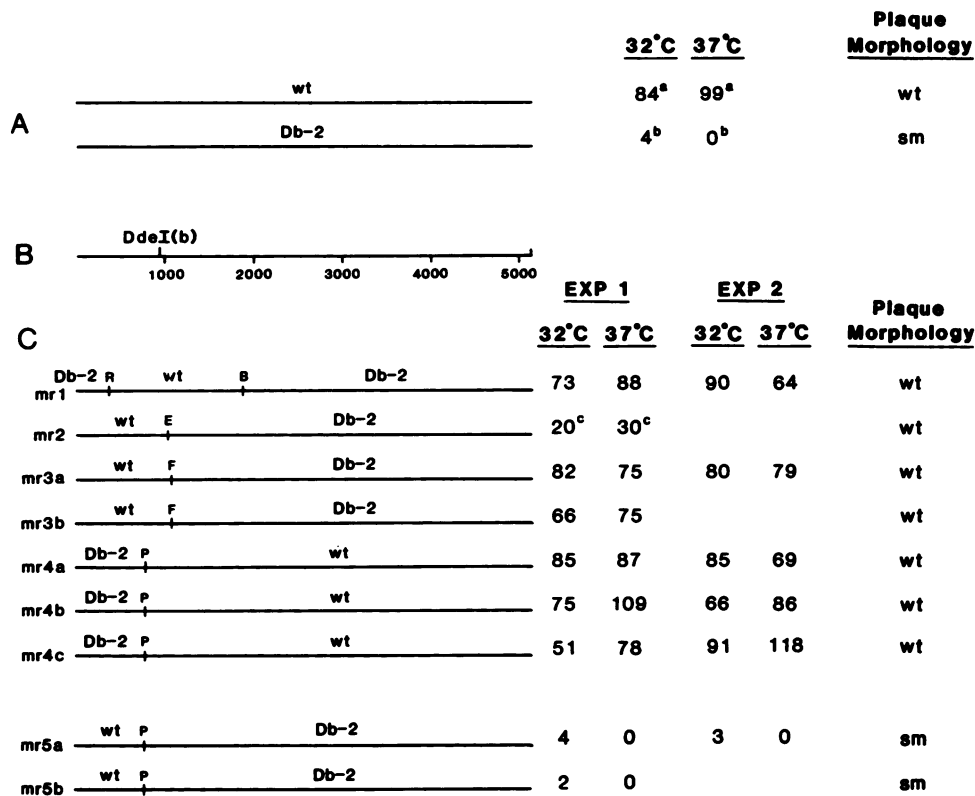 Plaque
32°C 37°C Morphology
wt 84ᵃ 99ᵃ wt
A
Db-2 4ᵇ 0ᵇ sm
DdeI(b)
B
1000 2000 3000 4000 5000
EXP 1 EXP 2
Plaque
C 32°C 37°C 32°C 37°C Morphology
mr1 Db-2 R wt B Db-2 73 88 90 64 wt
mr2 wt E Db-2 20ᶜ 30ᶜ wt
mr3a wt F Db-2 82 75 80 79 wt
mr3b wt F Db-2 66 75 wt
mr4a Db-2 P wt 85 87 85 69 wt
mr4b Db-2 P wt 75 109 66 86 wt
mr4c Db-2 P wt 51 78 91 118 wt
mr5a wt P Db-2 4 0 3 0 sm
mr5b wt P Db-2 2 0 sm